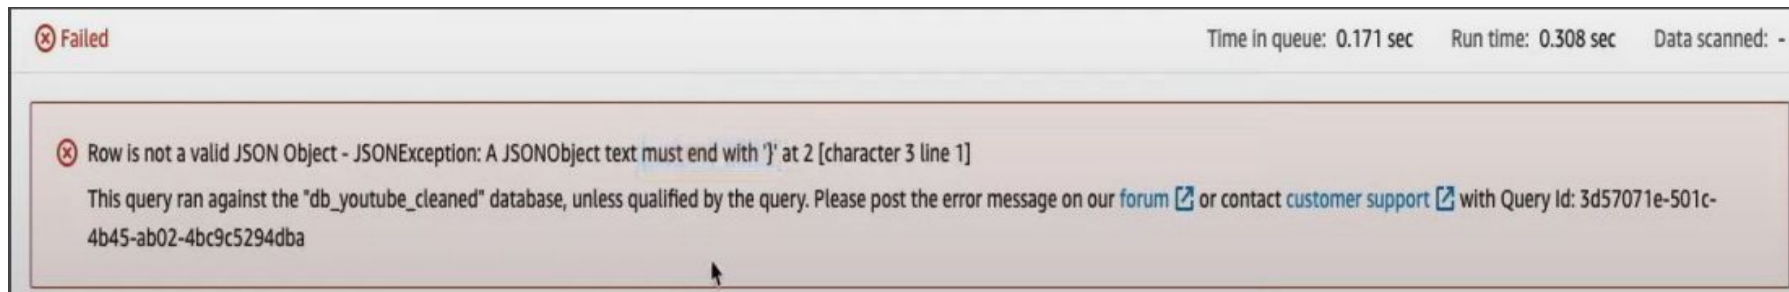 Failed
Time in queue: 0.171 sec Run time: 0.308 sec Data scanned: -
Row is not a valid JSON Object - JSONException: A JSONObject text must end with '}' at 2 [character 3 line 1]
This query ran against the "db_youtube_cleaned" database, unless qualified by the query. Please post the error message on our forum or contact customer support with Query Id: 3d57071e-501c-
4b45-ab02-4bc9c5294dba